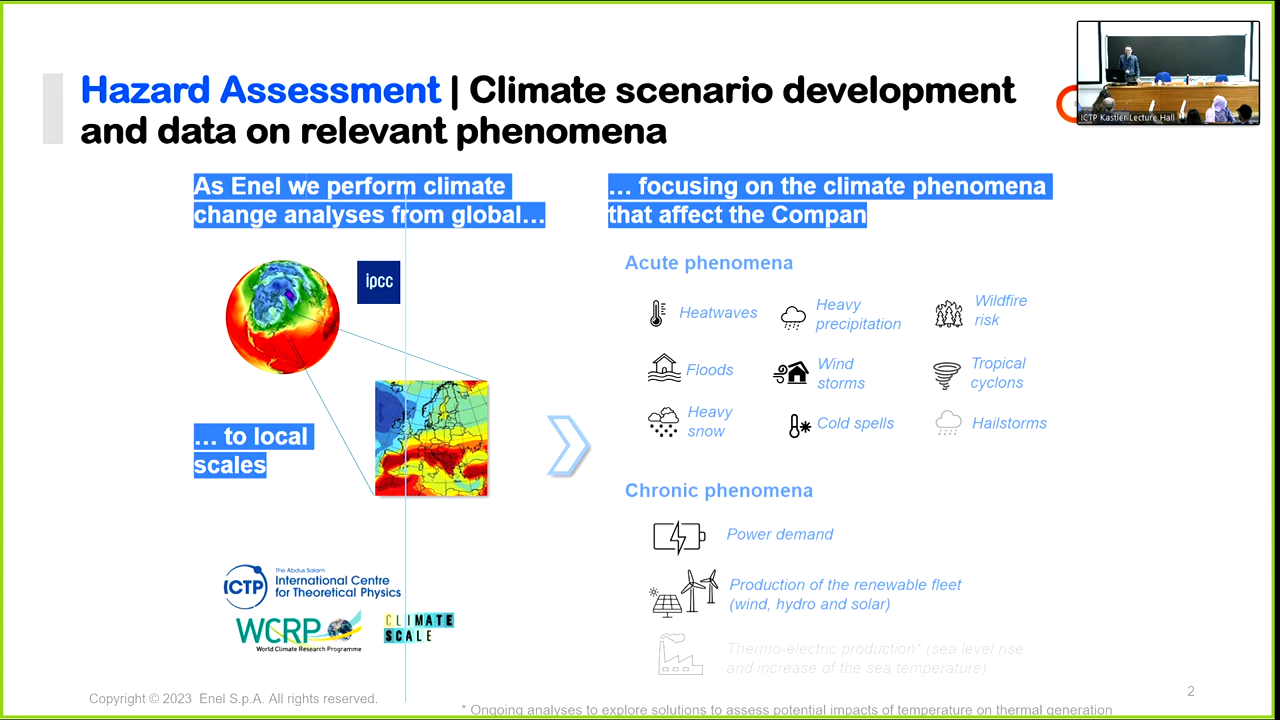 Hazard Assessment | Climate scenario development
and data on relevant phenomena
ICTP Kastler Lecture Hall
As Enel we perform climate
change analyses from global…
ipcc
… to local
scales
ICTP
The Abdus Salam
International Centre
for Theoretical Physics
WCRP
World Climate Research Programme
CLIMATE
SCALE
… focusing on the climate phenomena
that affect the Compan
Acute phenomena
Heatwaves
Heavy
precipitation
Wildfire
risk
Floods
Wind
storms
Tropical
cyclons
Heavy
snow
Cold spells
Hailstorms
Chronic phenomena
Power demand
Production of the renewable fleet
(wind, hydro and solar)
Thermo-electric production* (sea level rise
and increase of the sea temperature)
Copyright © 2023 Enel S.p.A. All rights reserved.
2
* Ongoing analyses to explore solutions to assess potential impacts of temperature on thermal generation